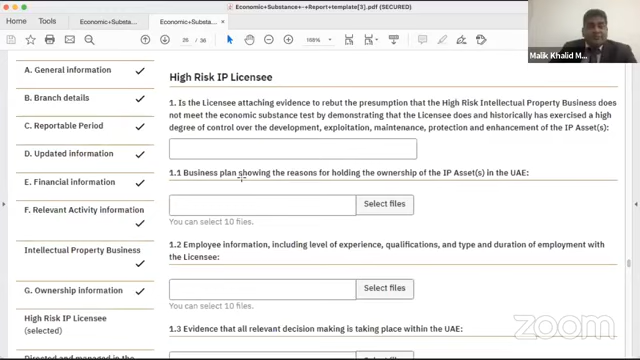 Economic+Substance+-+Report+template[3].pdf (SECURED)
Home
Tools
Economic+Substa...
Economic+Substa...
×
26 / 36
108%
Malik Khalid M...
A. General information
B. Branch details
C. Reportable Period
D. Updated information
E. Financial information
F. Relevant Activity information
Intellectual Property Business
G. Ownership information
High Risk IP Licensee
(selected)
Directed and managed in the
High Risk IP Licensee
1. Is the Licensee attaching evidence to rebut the presumption that the High Risk Intellectual Property Business does
not meet the economic substance test by demonstrating that the Licensee does and historically has exercised a high
degree of control over the development, exploitation, maintenance, protection and enhancement of the IP Asset(s):
1.1 Business plan showing the reasons for holding the ownership of the IP Asset(s) in the UAE:
Select files
You can select 10 files.
1.2 Employee information, including level of experience, qualifications, and type and duration of employment with
the Licensee:
Select files
You can select 10 files.
1.3 Evidence that all relevant decision making is taking place within the UAE:
Select files
zoom